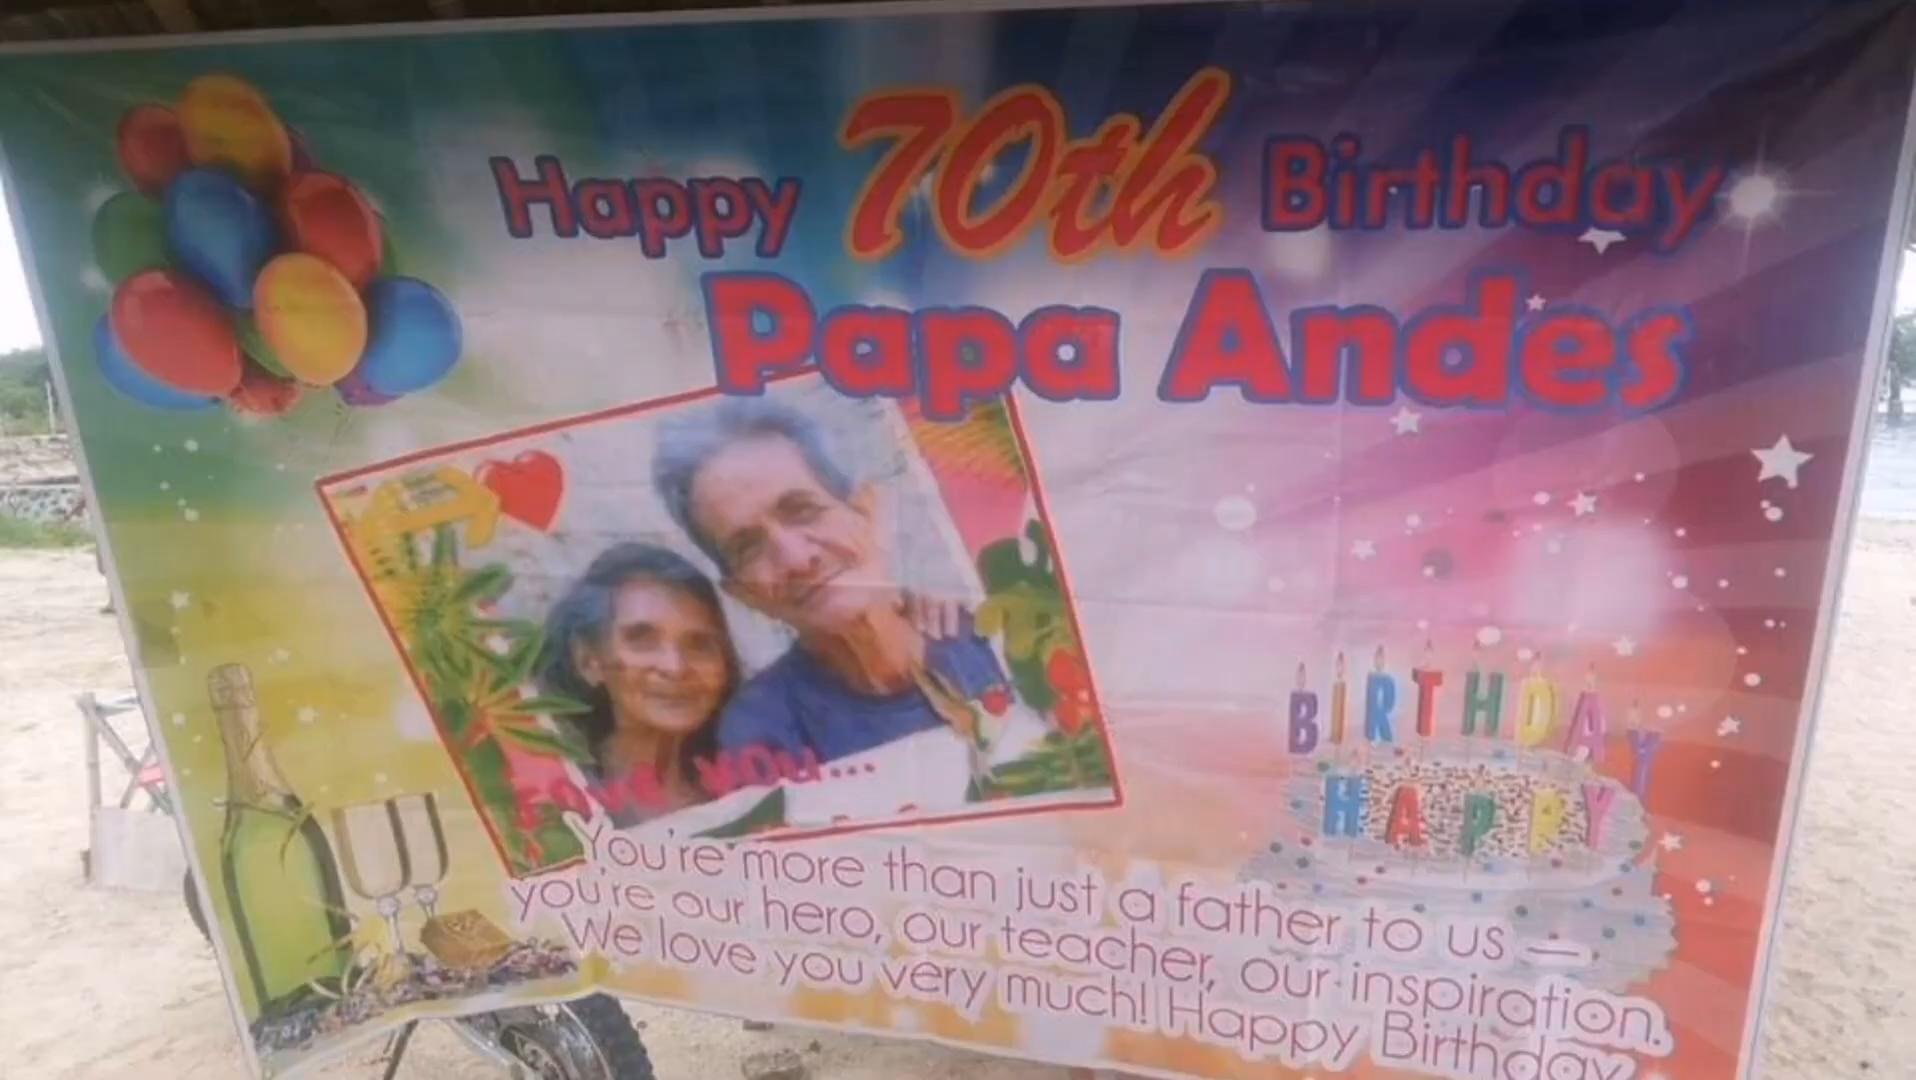 Happy 70th Birthday
Papa Andes
Love you...
BIRTHDAY
HAPPY
You're more than just a father to us —
you're our hero, our teacher, our inspiration.
We love you very much! Happy Birthday